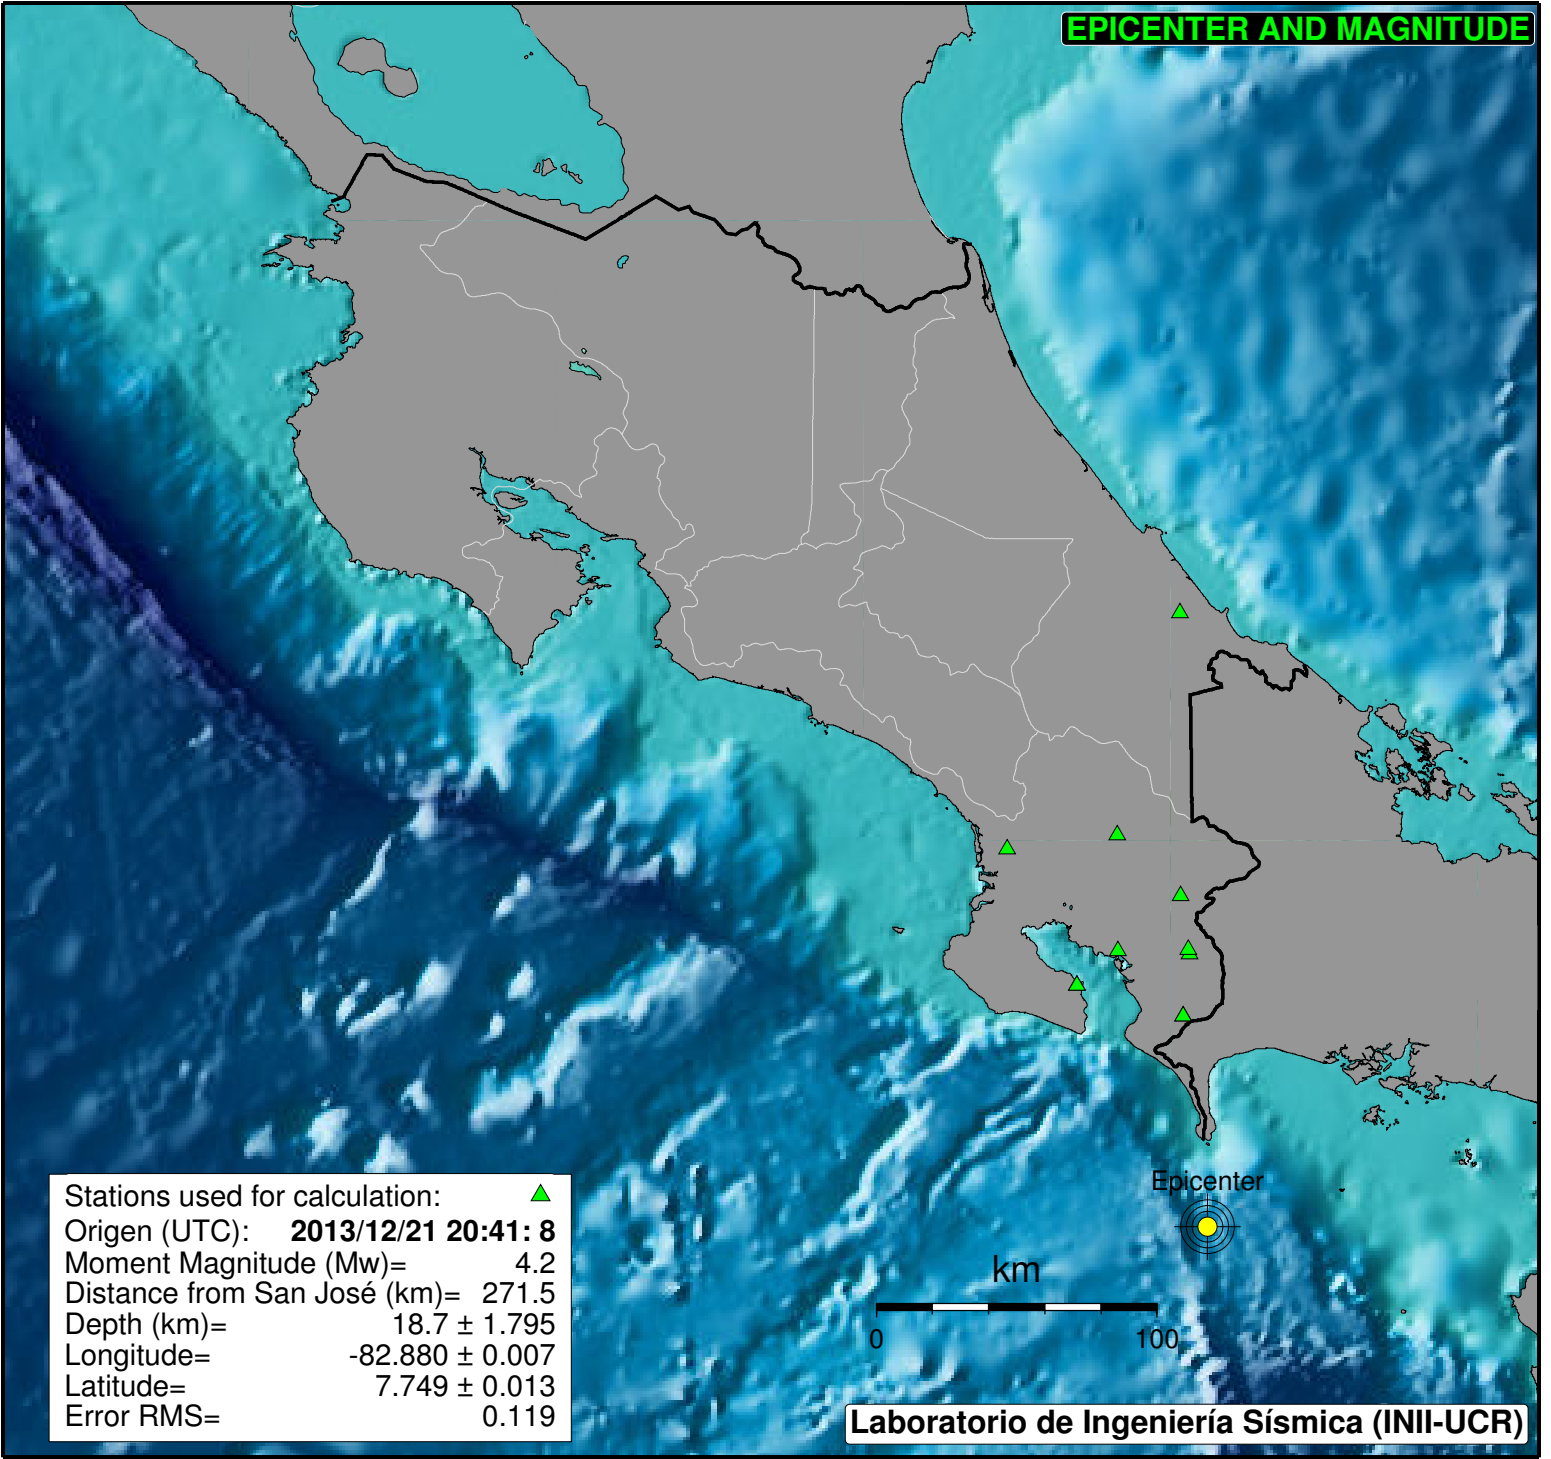 EPICENTER AND MAGNITUDE
Epicenter
km
0 100
Stations used for calculation:
Origen (UTC): 2013/12/21 20:41: 8
Moment Magnitude (Mw)= 4.2
Distance from San José (km)= 271.5
Depth (km)= 18.7 ± 1.795
Longitude= -82.880 ± 0.007
Latitude= 7.749 ± 0.013
Error RMS= 0.119
Laboratorio de Ingeniería Sísmica (INII-UCR)